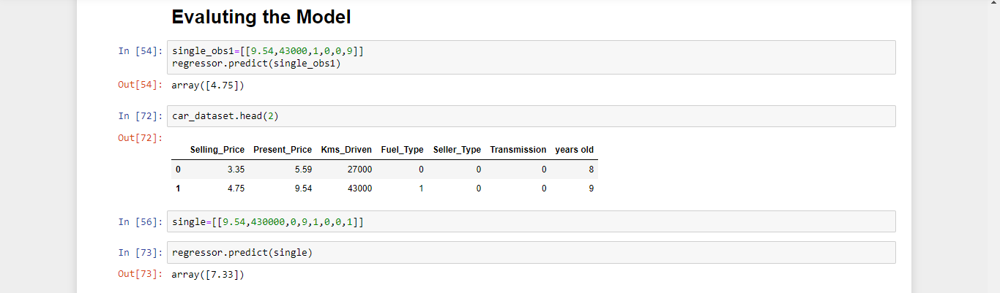 Evaluting the Model
In [54]: single_obs1=[[9.54,43000,1,0,0,9]]
regressor.predict(single_obs1)
Out[54]: array([4.75])
In [72]: car_dataset.head(2)
Out[72]:
Selling_Price Present_Price Kms_Driven Fuel_Type Seller_Type Transmission years old
0 3.35 5.59 27000 0 0 0 8
1 4.75 9.54 43000 1 0 0 9
In [56]: single=[[9.54,430000,0,9,1,0,0,1]]
In [73]: regressor.predict(single)
Out[73]: array([7.33])